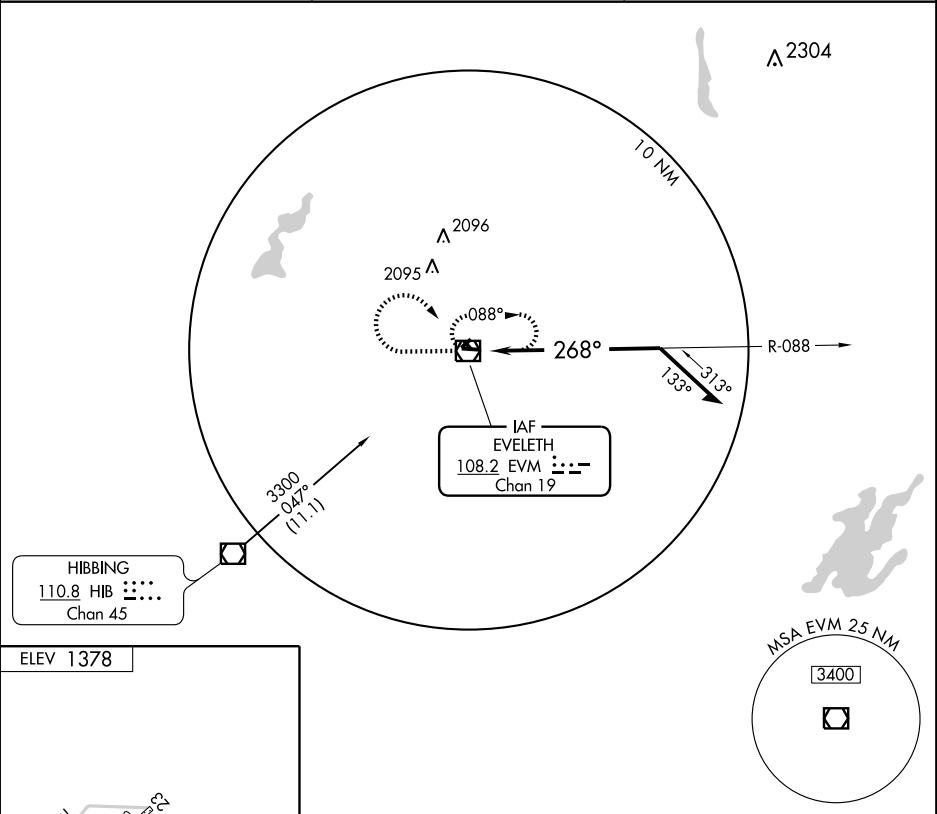 2304
10 NM
2096
2095
088°
268°
R-088
313°
133°
IAF
EVELETH
108.2 EVM
Chan 19
3300
047°
(11.1)
HIBBING
110.8 HIB
Chan 45
MSA EVM 25 NM
3400
ELEV 1378
23